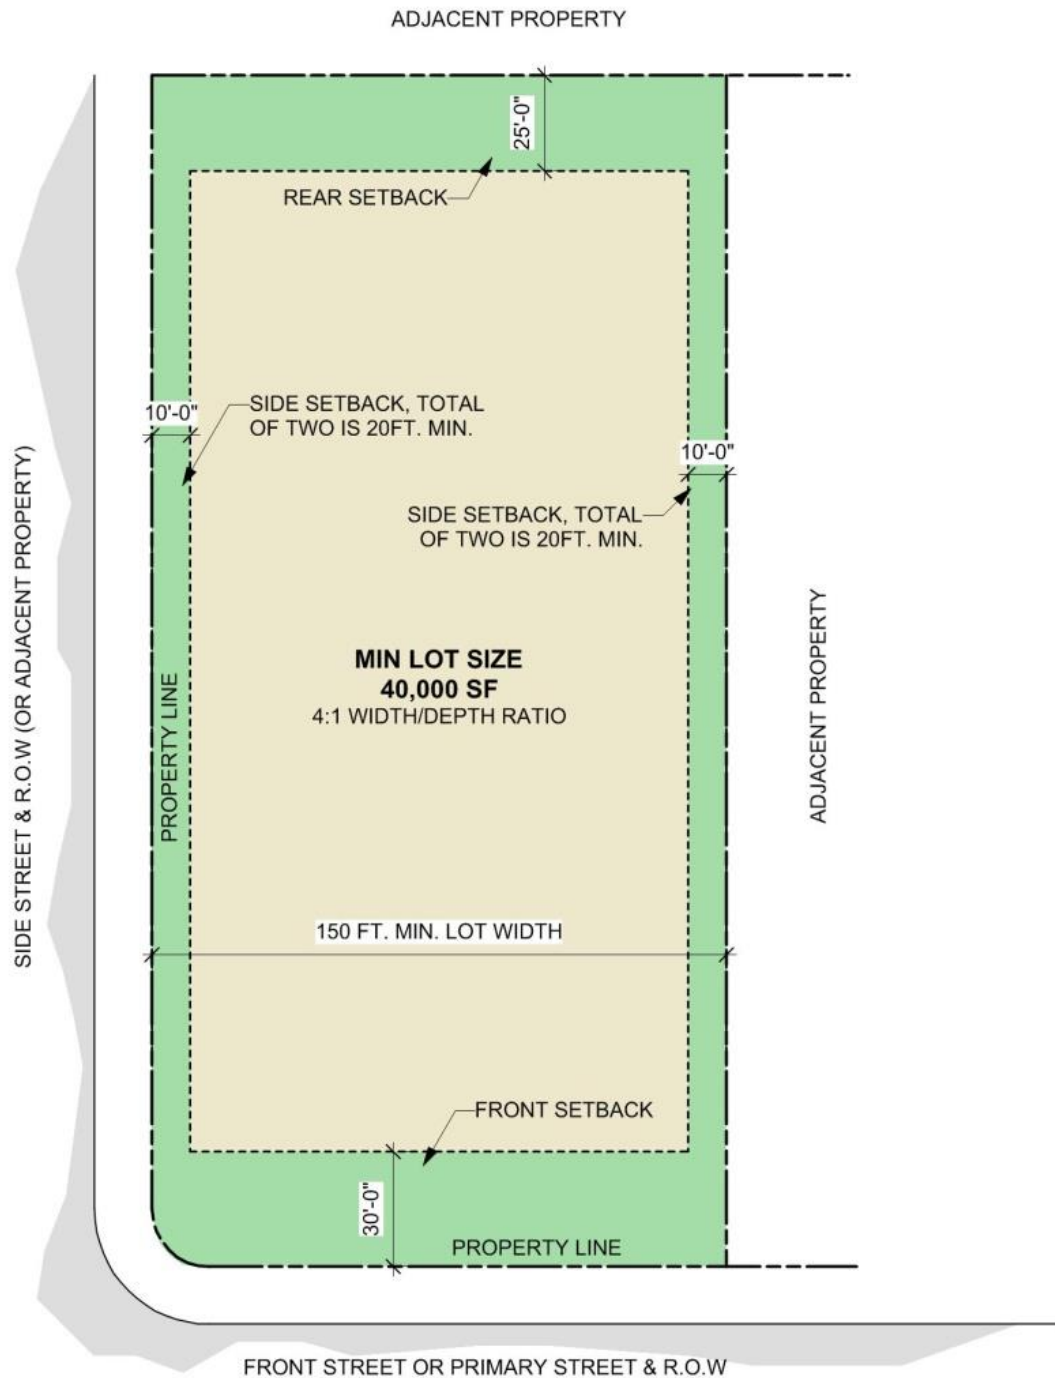 ADJACENT PROPERTY
25'-0"
REAR SETBACK
10'-0"
SIDE SETBACK, TOTAL
OF TWO IS 20FT. MIN.
10'-0"
SIDE SETBACK, TOTAL
OF TWO IS 20FT. MIN.
SIDE STREET & R.O.W (OR ADJACENT PROPERTY)
PROPERTY LINE
MIN LOT SIZE
40,000 SF
4:1 WIDTH/DEPTH RATIO
ADJACENT PROPERTY
150 FT. MIN. LOT WIDTH
FRONT SETBACK
30'-0"
PROPERTY LINE
FRONT STREET OR PRIMARY STREET & R.O.W